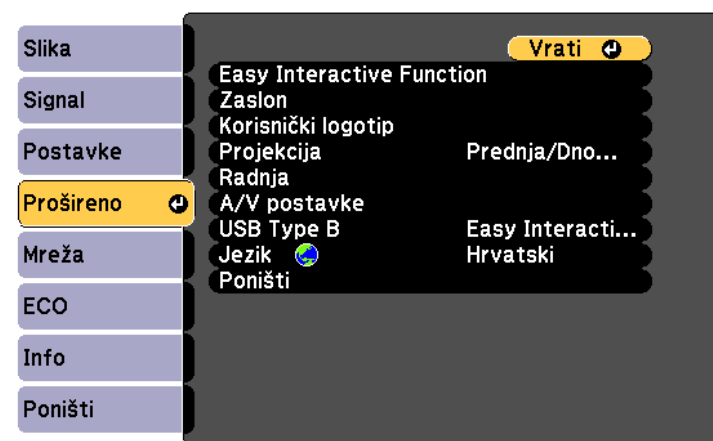 Slika
Signal
Postavke
Prošireno
Mreža
ECO
Info
Poništi
Vrati
Easy Interactive Function
Zaslon
Korisnički logotip
Projekcija Prednja/Dno...
Radnja
A/V postavke
USB Type B Easy Interacti...
Jezik Hrvatski
Poništi